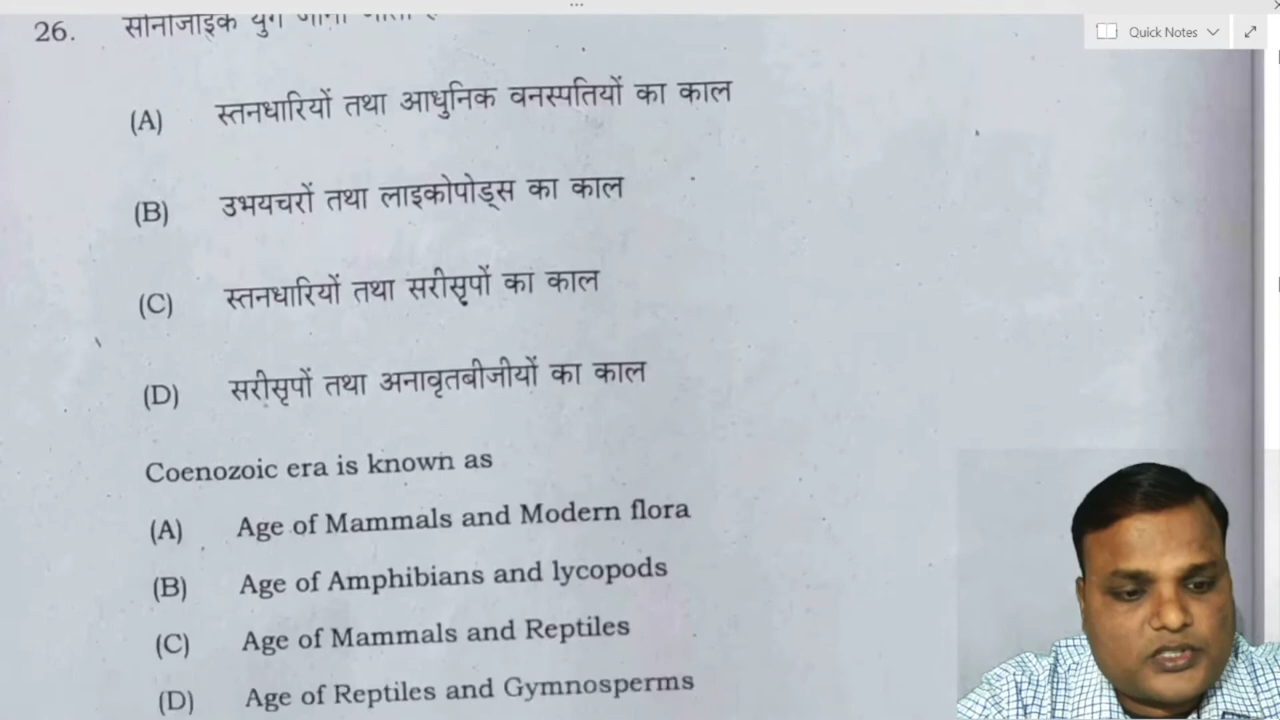 Quick Notes
26. सीनोजोइक युग
(A) स्तनधारियों तथा आधुनिक वनस्पतियों का काल
(B) उभयचरों तथा लाइकोपोड्स का काल
(C) स्तनधारियों तथा सरीसृपों का काल
(D) सरीसृपों तथा अनावृतबीजीयों का काल
Coenozoic era is known as
(A) Age of Mammals and Modern flora
(B) Age of Amphibians and lycopods
(C) Age of Mammals and Reptiles
(D) Age of Reptiles and Gymnosperms